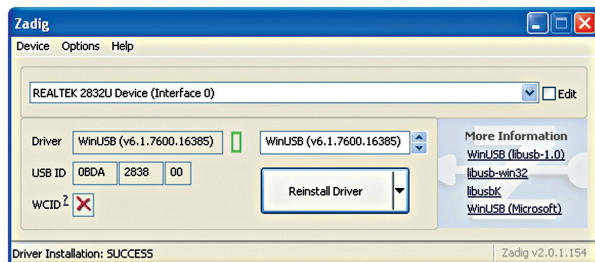 Zadig
Device Options Help
REALTEK 2832U Device (Interface 0)
Edit
Driver WinUSB (v6.1.7600.16385) WinUSB (v6.1.7600.16385)
USB ID 0BDA 2838 00
WCID ?
Reinstall Driver
More Information
WinUSB (libusb-1.0)
libusb-win32
libusbK
WinUSB (Microsoft)
Driver Installation: SUCCESS
Zadig v2.0.1.154